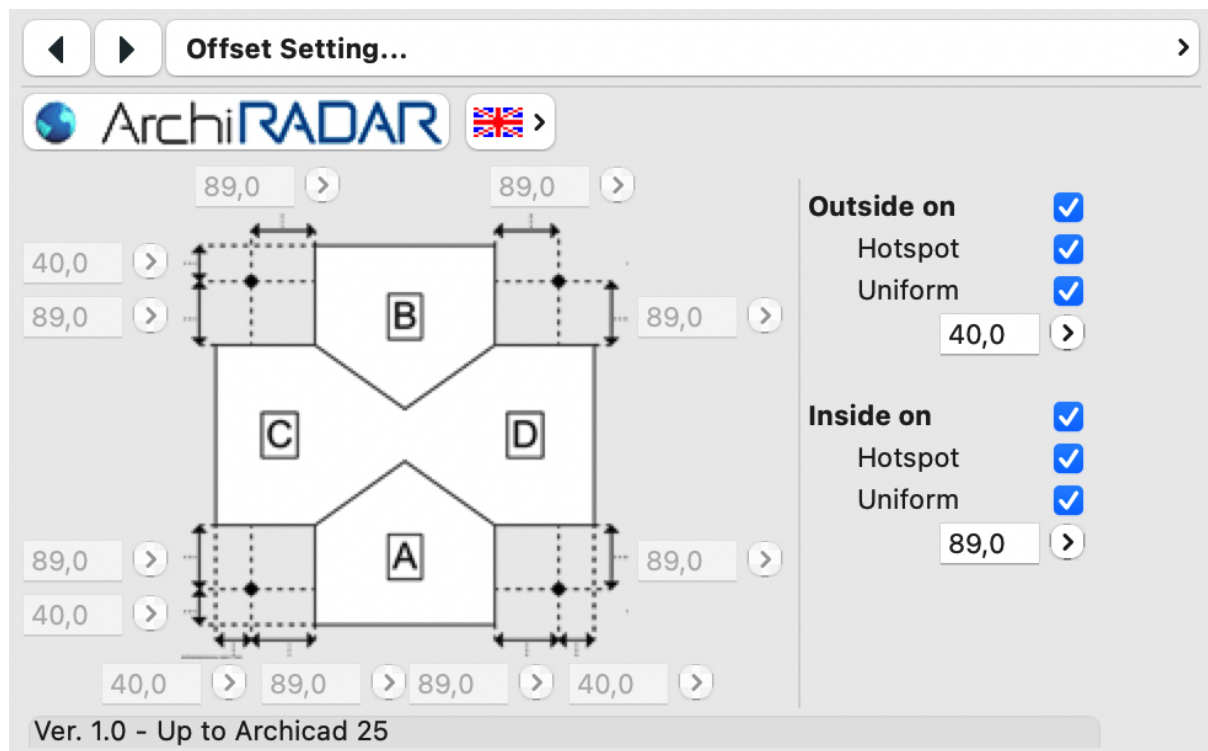 Offset Setting...
ArchiRADAR
89,0 89,0
40,0
89,0 89,0
B
C D
A
89,0 89,0
40,0
40,0 89,0 89,0 40,0
Outside on
Hotspot
Uniform
40,0
Inside on
Hotspot
Uniform
89,0
Ver. 1.0 - Up to Archicad 25